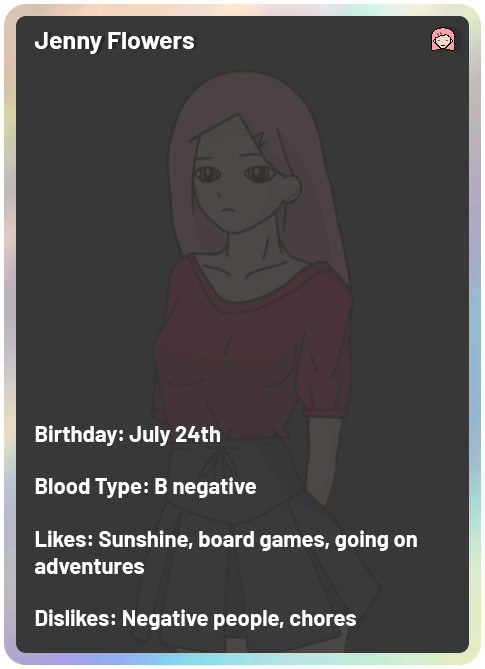 Jenny Flowers
Birthday: July 24th
Blood Type: B negative
Likes: Sunshine, board games, going on
adventures
Dislikes: Negative people, chores